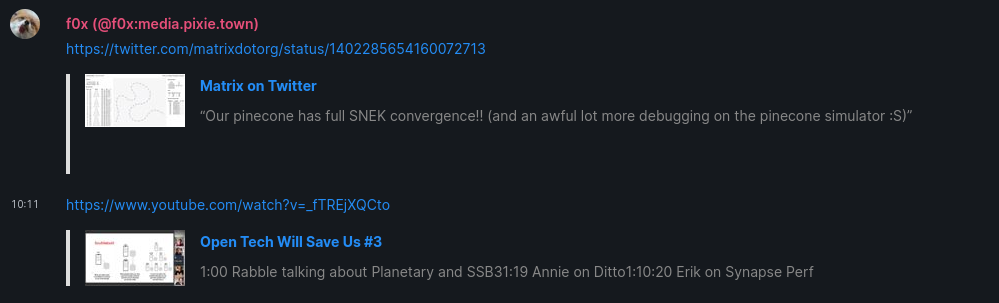 f0x (@f0x:media.pixie.town)
https://twitter.com/matrixdotorg/status/1402285654160072713
Matrix on Twitter
“Our pinecone has full SNEK convergence!! (and an awful lot more debugging on the pinecone simulator :S)”
10:11 https://www.youtube.com/watch?v=_fTREjXQCto
Open Tech Will Save Us #3
1:00 Rabble talking about Planetary and SSB31:19 Annie on Ditto1:10:20 Erik on Synapse Perf